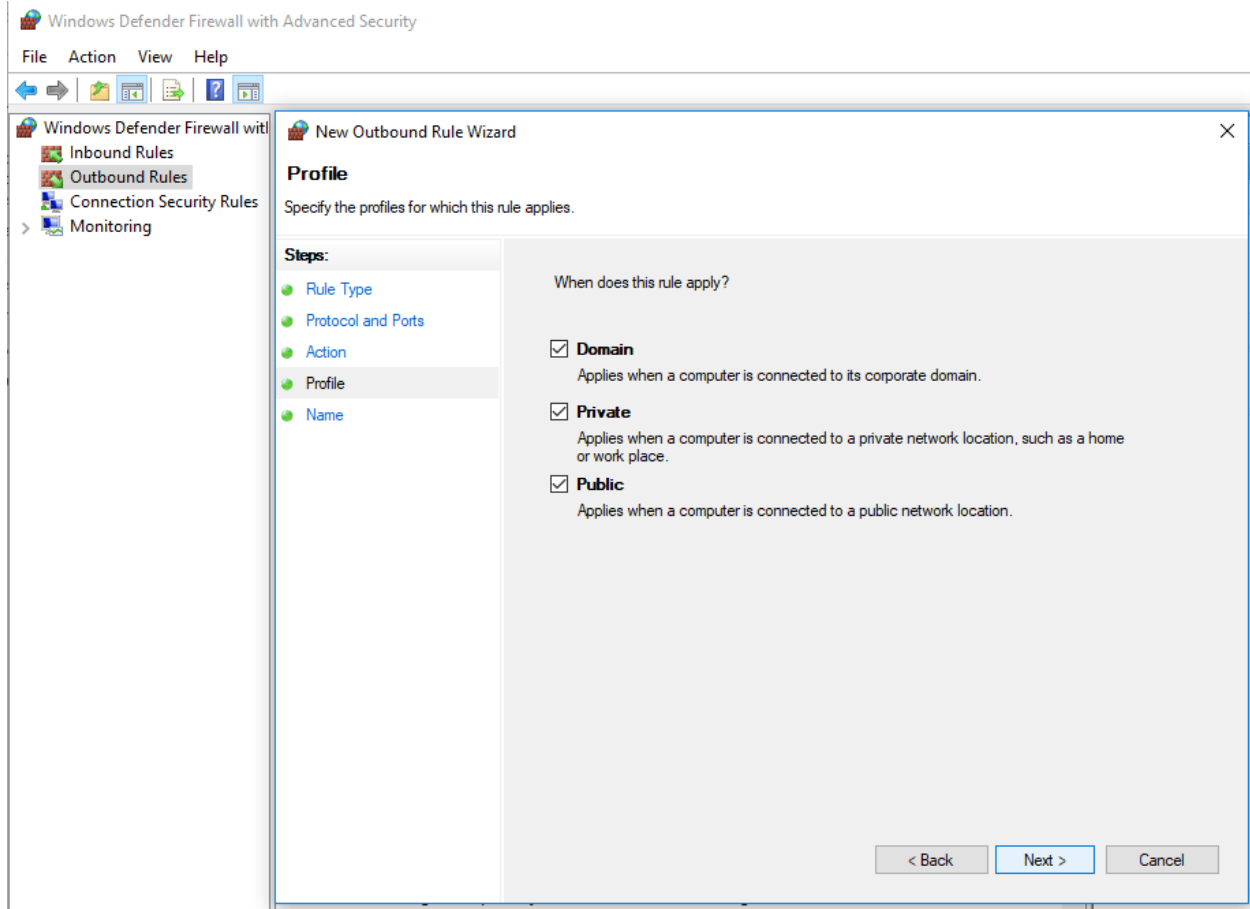 Windows Defender Firewall with Advanced Security
File Action View Help
Windows Defender Firewall witl
Inbound Rules
Outbound Rules
Connection Security Rules
Monitoring
New Outbound Rule Wizard
Profile
Specify the profiles for which this rule applies.
Steps:
Rule Type
Protocol and Ports
Action
Profile
Name
When does this rule apply?
Domain
Applies when a computer is connected to its corporate domain.
Private
Applies when a computer is connected to a private network location, such as a home
or work place.
Public
Applies when a computer is connected to a public network location.
< Back Next > Cancel